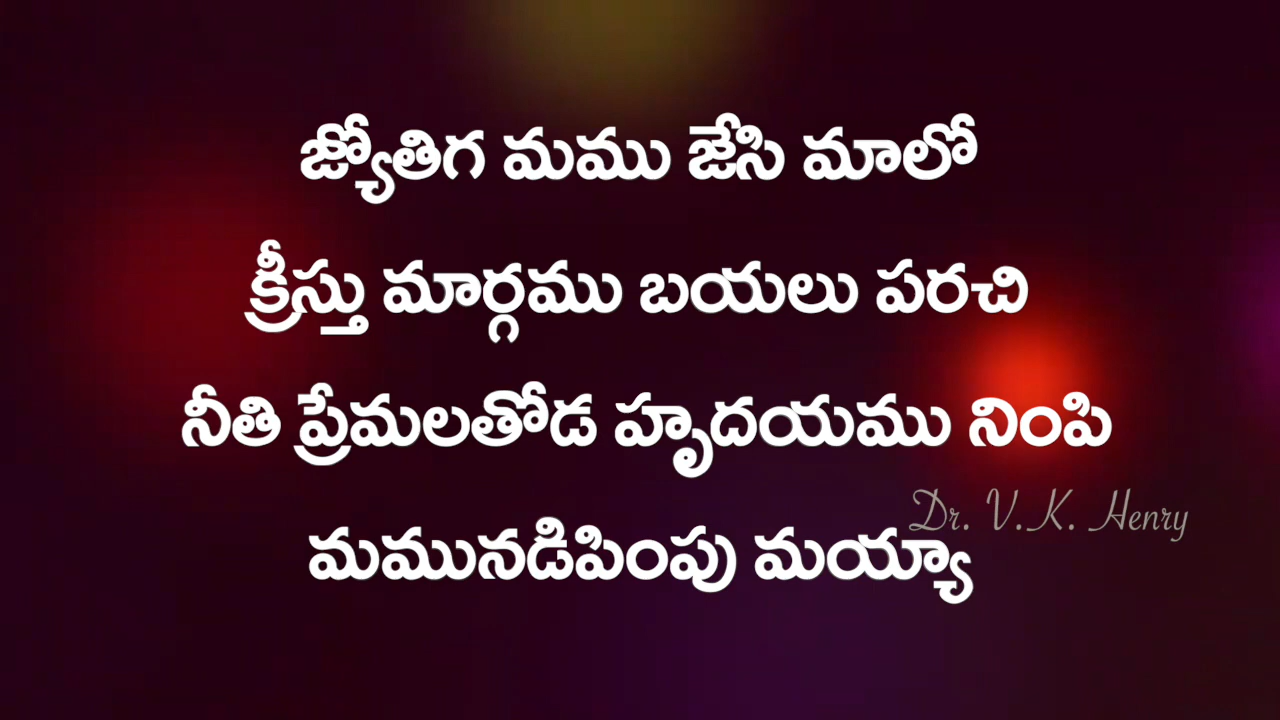 జ్యోతిగ మము జేసి మాలో
క్రీస్తు మార్గము బయలు పరచి
నీతి ప్రేమలతోడ హృదయము నింపి
Dr. V.K. Henry
మమునడిపింపు మయ్యా